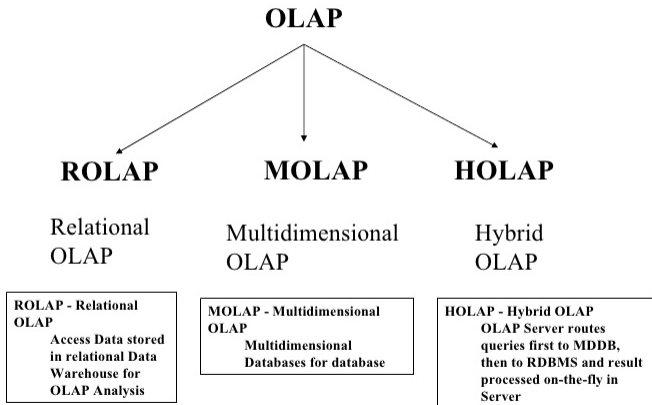 OLAP
ROLAP
MOLAP
HOLAP
Relational
OLAP
Multidimensional
OLAP
Hybrid
OLAP
ROLAP - Relational
OLAP
Access Data stored
in relational Data
Warehouse for
OLAP Analysis
MOLAP - Multidimensional
OLAP
Multidimensional
Databases for database
HOLAP - Hybrid OLAP
OLAP Server routes
queries first to MDDB,
then to RDBMS and result
processed on-the-fly in
Server